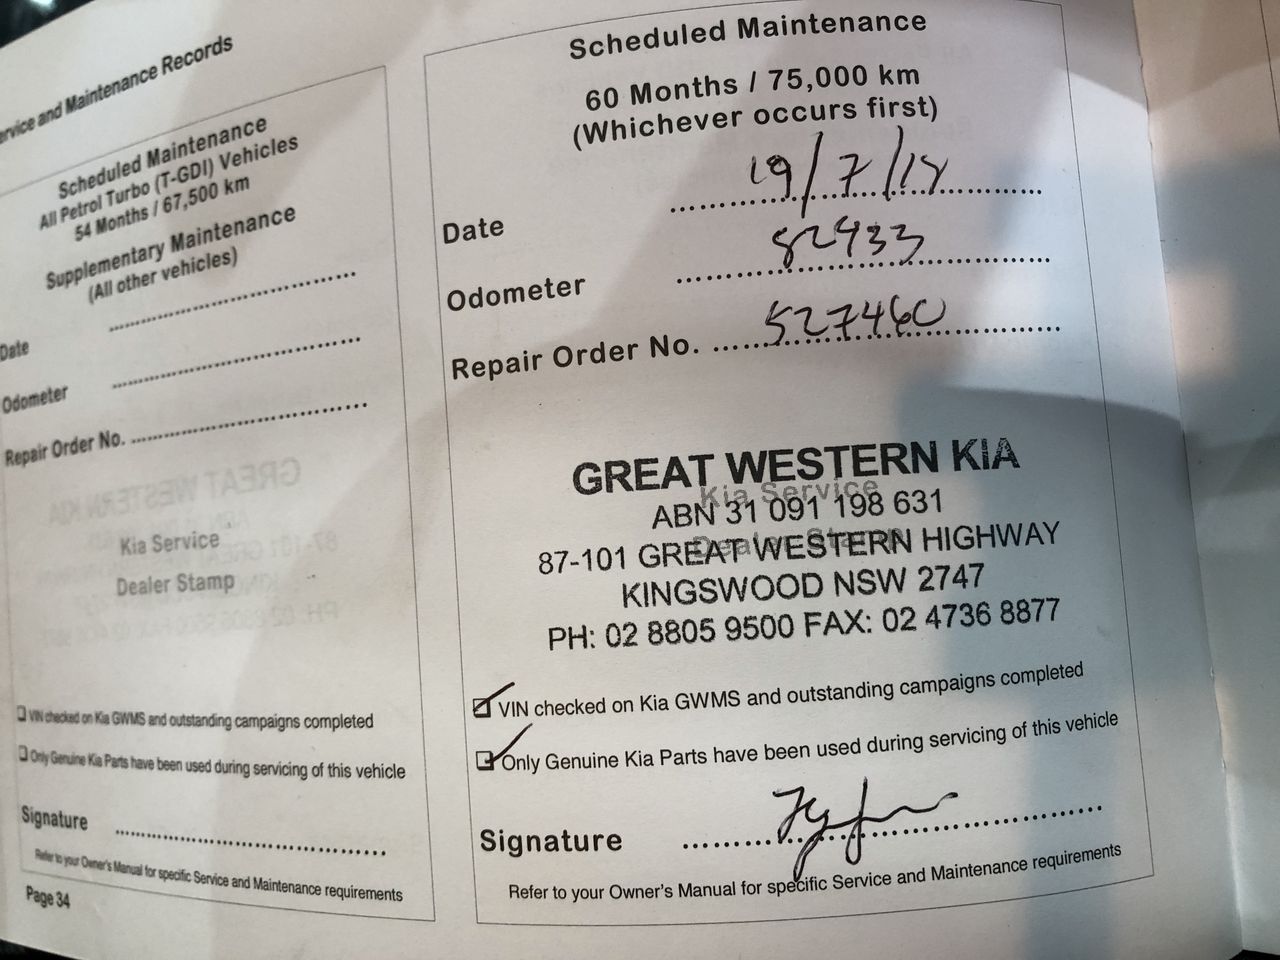 Service and Maintenance Records
Scheduled Maintenance
All Petrol Turbo (T-GDI) Vehicles
54 Months / 67,500 km
Supplementary Maintenance
(All other vehicles)
Date
Odometer
Repair Order No.
Kia Service
Dealer Stamp
VIN checked on Kia GWMS and outstanding campaigns completed
Only Genuine Kia Parts have been used during servicing of this vehicle
Signature
Refer to your Owner's Manual for specific Service and Maintenance requirements
Page 34
Scheduled Maintenance
60 Months / 75,000 km
(Whichever occurs first)
Date 19/7/18
Odometer 82433
Repair Order No. 527460
GREAT WESTERN KIA
Kia Service
ABN 31 091 198 631
Dealer Stamp
87-101 GREAT WESTERN HIGHWAY
KINGSWOOD NSW 2747
PH: 02 8805 9500 FAX: 02 4736 8877
VIN checked on Kia GWMS and outstanding campaigns completed
Only Genuine Kia Parts have been used during servicing of this vehicle
Signature
Refer to your Owner's Manual for specific Service and Maintenance requirements